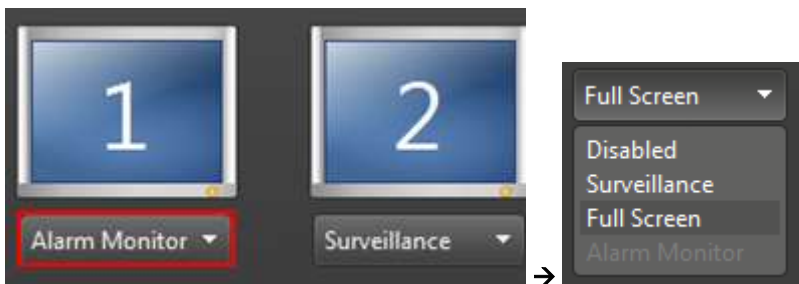 1
2
Alarm Monitor
Surveillance
→
Full Screen
Disabled
Surveillance
Full Screen
Alarm Monitor